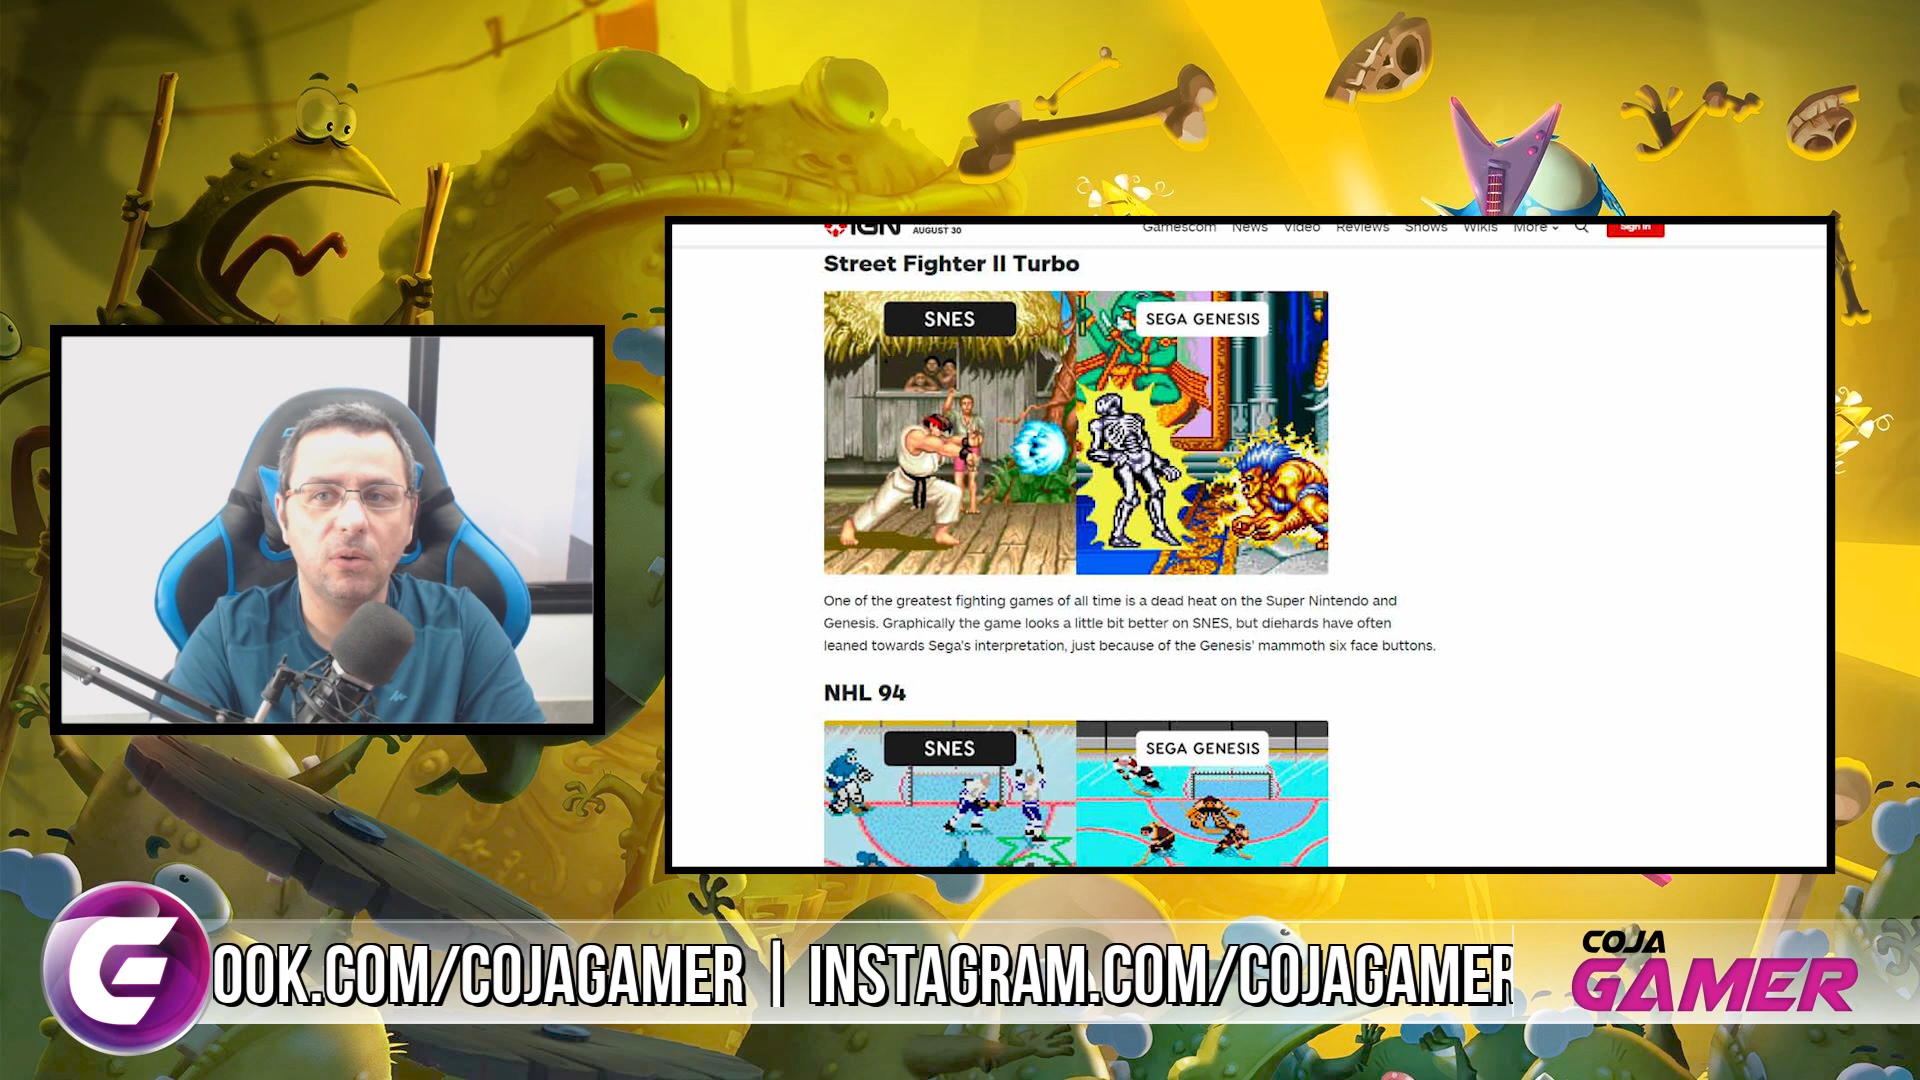 IGN AUGUST 30 Gamescom News Video Reviews Shows Wikis More Sign In
Street Fighter II Turbo
SNES SEGA GENESIS
One of the greatest fighting games of all time is a dead heat on the Super Nintendo and
Genesis. Graphically the game looks a little bit better on SNES, but diehards have often
leaned towards Sega's interpretation, just because of the Genesis' mammoth six face buttons.
NHL 94
SNES SEGA GENESIS
OOK.COM/COJAGAMER | INSTAGRAM.COM/COJAGAMER
COJA
GAMER